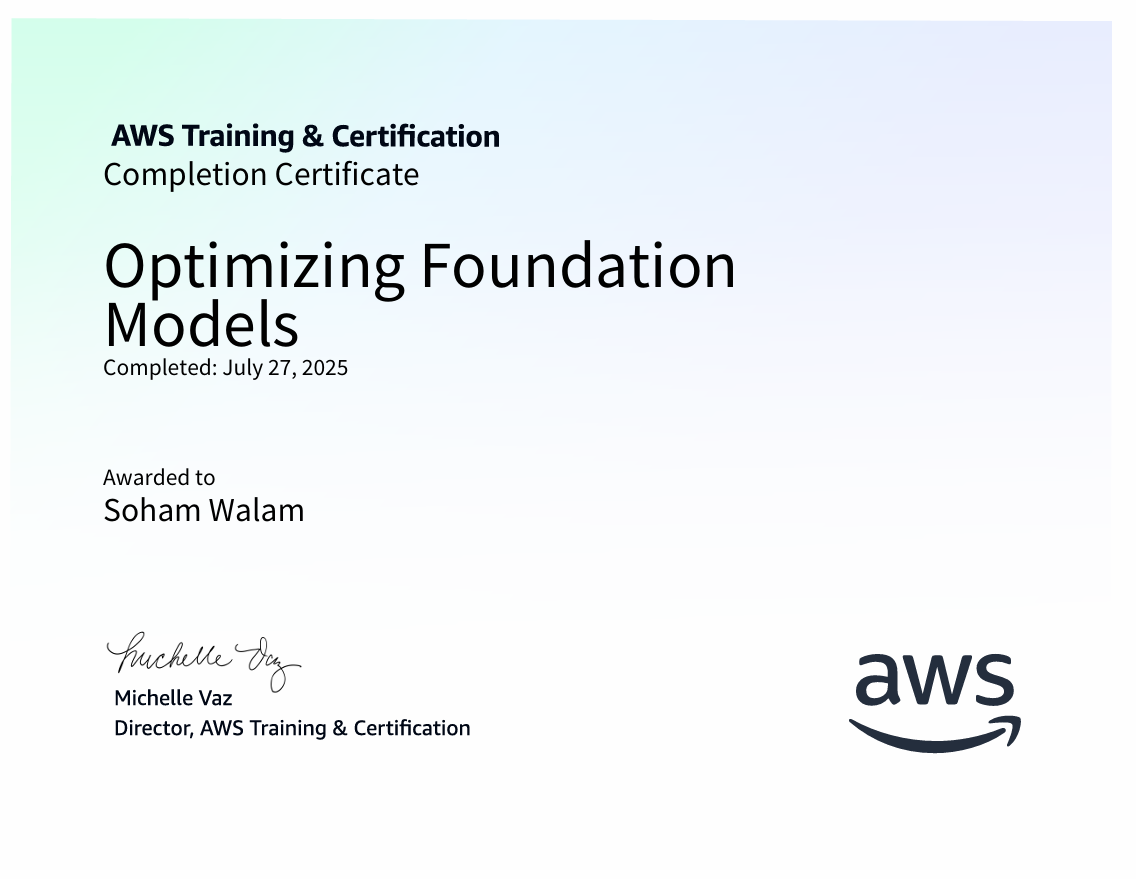 AWS Training & Certification
Completion Certificate
Optimizing Foundation
Models
Completed: July 27, 2025
Awarded to
Soham Walam
Michelle Vaz
Michelle Vaz
Director, AWS Training & Certification
aws